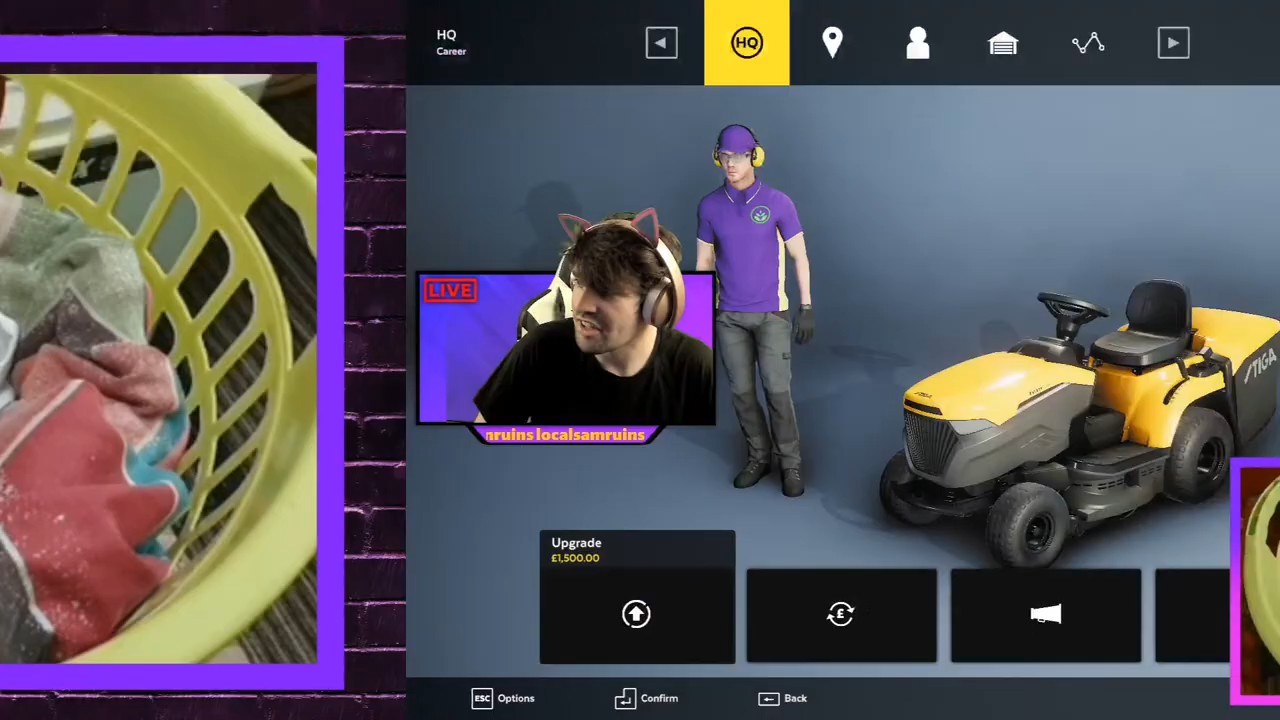 HQ
Career
HQ
LIVE
nruins localsamruins
STIGA
Upgrade
£1,500.00
£
ESC Options
Confirm
Back